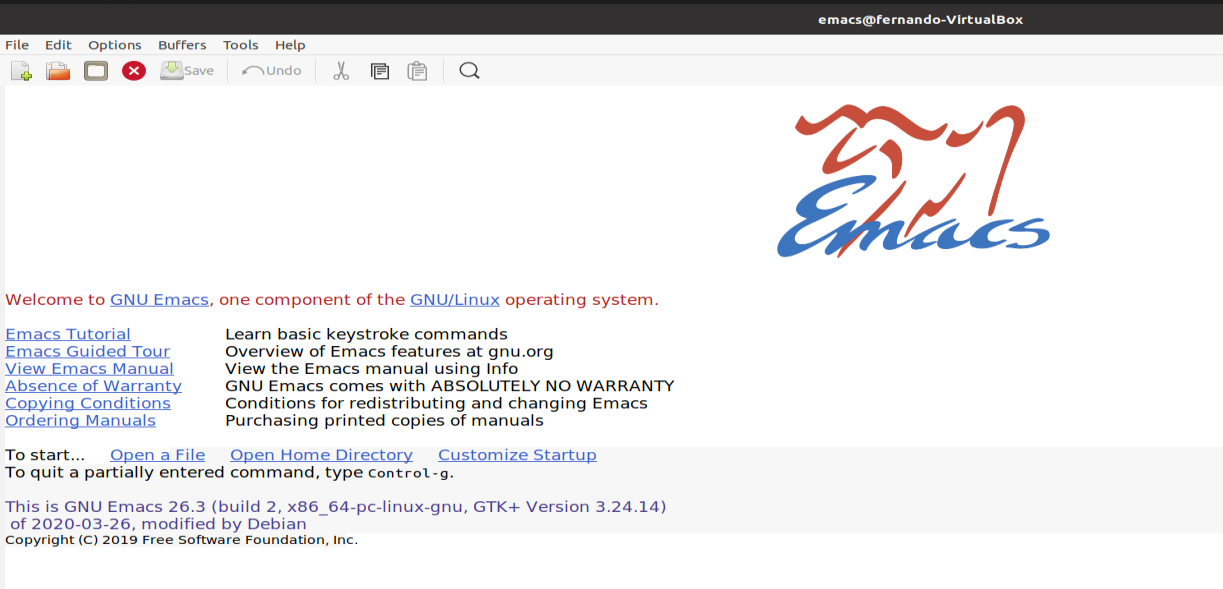 emacs@fernando-VirtualBox
File Edit Options Buffers Tools Help
Save Undo
Emacs
Welcome to GNU Emacs, one component of the GNU/Linux operating system.
Emacs Tutorial Learn basic keystroke commands
Emacs Guided Tour Overview of Emacs features at gnu.org
View Emacs Manual View the Emacs manual using Info
Absence of Warranty GNU Emacs comes with ABSOLUTELY NO WARRANTY
Copying Conditions Conditions for redistributing and changing Emacs
Ordering Manuals Purchasing printed copies of manuals
To start... Open a File Open Home Directory Customize Startup
To quit a partially entered command, type Control-g.
This is GNU Emacs 26.3 (build 2, x86_64-pc-linux-gnu, GTK+ Version 3.24.14)
of 2020-03-26, modified by Debian
Copyright (C) 2019 Free Software Foundation, Inc.